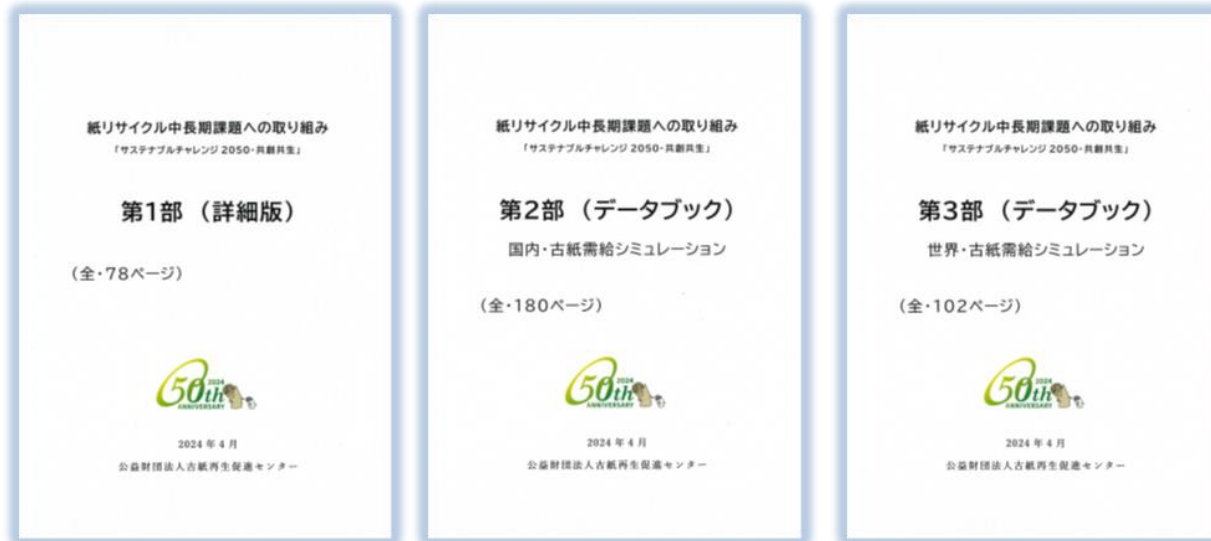 紙リサイクル中長期課題への取り組み
「サステナブルチャレンジ 2050・共創共生」
第1部 （詳細版）
（全・78ページ）
50th
2024
ANNIVERSARY
2024 年 4 月
公益財団法人古紙再生促進センター
紙リサイクル中長期課題への取り組み
「サステナブルチャレンジ 2050・共創共生」
第2部 （データブック）
国内・古紙需給シミュレーション
（全・180ページ）
50th
2024
ANNIVERSARY
2024 年 4 月
公益財団法人古紙再生促進センター
紙リサイクル中長期課題への取り組み
「サステナブルチャレンジ 2050・共創共生」
第3部 （データブック）
世界・古紙需給シミュレーション
（全・102ページ）
50th
2024
ANNIVERSARY
2024 年 4 月
公益財団法人古紙再生促進センター